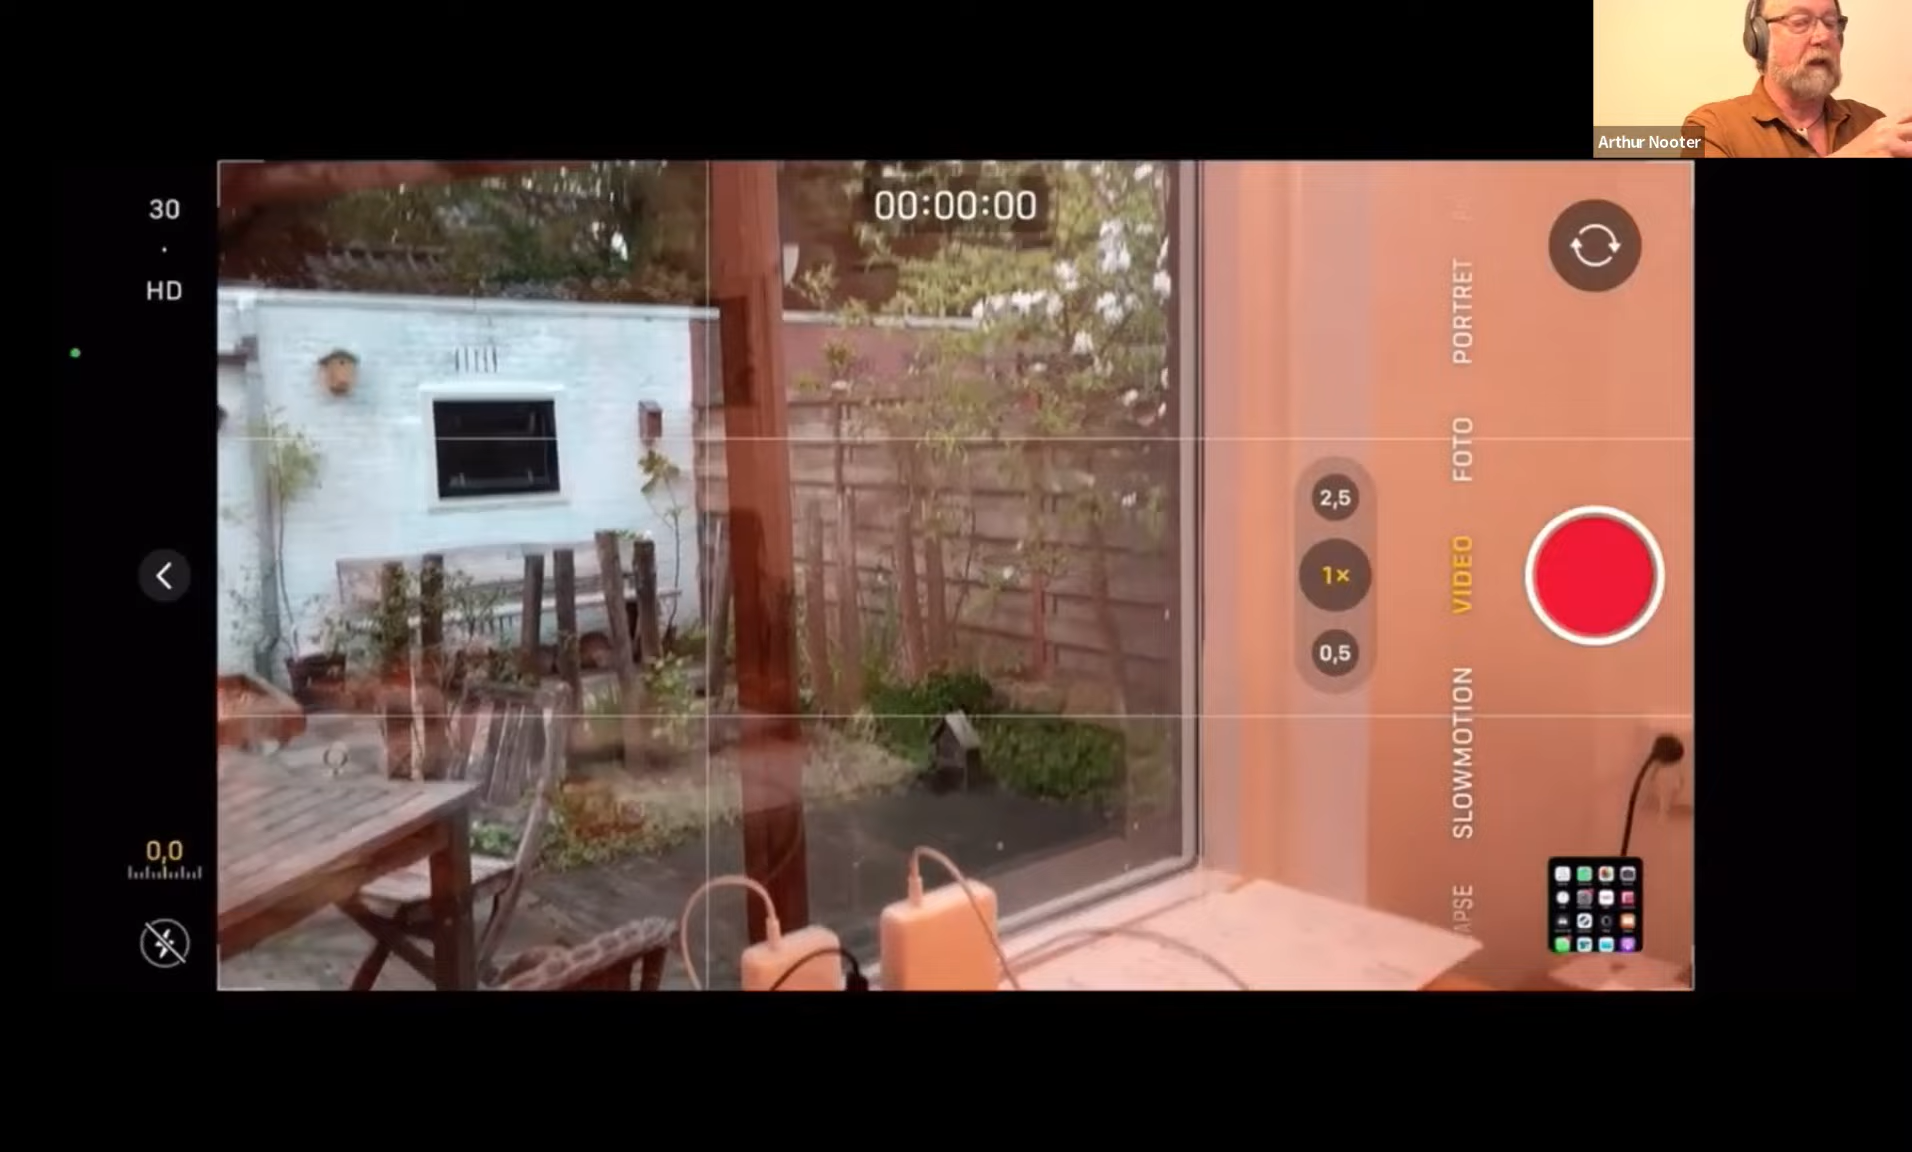 Arthur Nooter
30
·
HD
00:00:00
PORTRET
FOTO
VIDEO
SLOWMOTION
APSE
2,5
1×
0,5
0,0